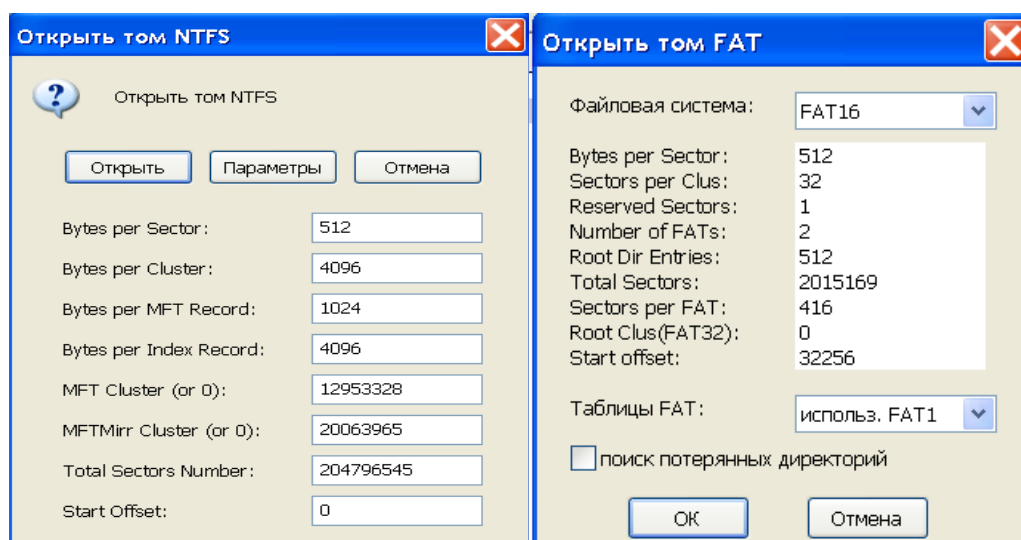 Открыть том NTFS
Открыть том NTFS
Открыть
Параметры
Отмена
Bytes per Sector: 512
Bytes per Cluster: 4096
Bytes per MFT Record: 1024
Bytes per Index Record: 4096
MFT Cluster (or 0): 12953328
MFTMirr Cluster (or 0): 20063965
Total Sectors Number: 204796545
Start Offset: 0
Открыть том FAT
Файловая система: FAT16
Bytes per Sector: 512
Sectors per Clus: 32
Reserved Sectors: 1
Number of FATs: 2
Root Dir Entries: 512
Total Sectors: 2015169
Sectors per FAT: 416
Root Clus(FAT32): 0
Start offset: 32256
Таблицы FAT: использ. FAT1
поиск потерянных директорий
ОК
Отмена